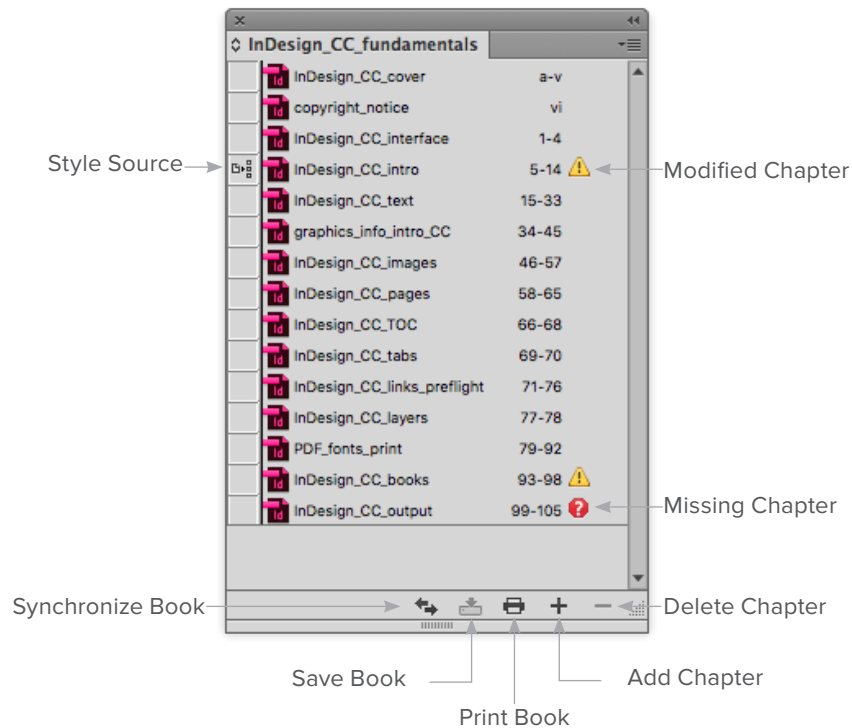 InDesign_CC_fundamentals
InDesign_CC_cover a-v
copyright_notice vi
InDesign_CC_interface 1-4
Style Source InDesign_CC_intro 5-14 Modified Chapter
InDesign_CC_text 15-33
graphics_info_intro_CC 34-45
InDesign_CC_images 46-57
InDesign_CC_pages 58-65
InDesign_CC_TOC 66-68
InDesign_CC_tabs 69-70
InDesign_CC_links_preflight 71-76
InDesign_CC_layers 77-78
PDF_fonts_print 79-92
InDesign_CC_books 93-98
InDesign_CC_output 99-105 Missing Chapter
Synchronize Book Delete Chapter
Save Book Add Chapter
Print Book